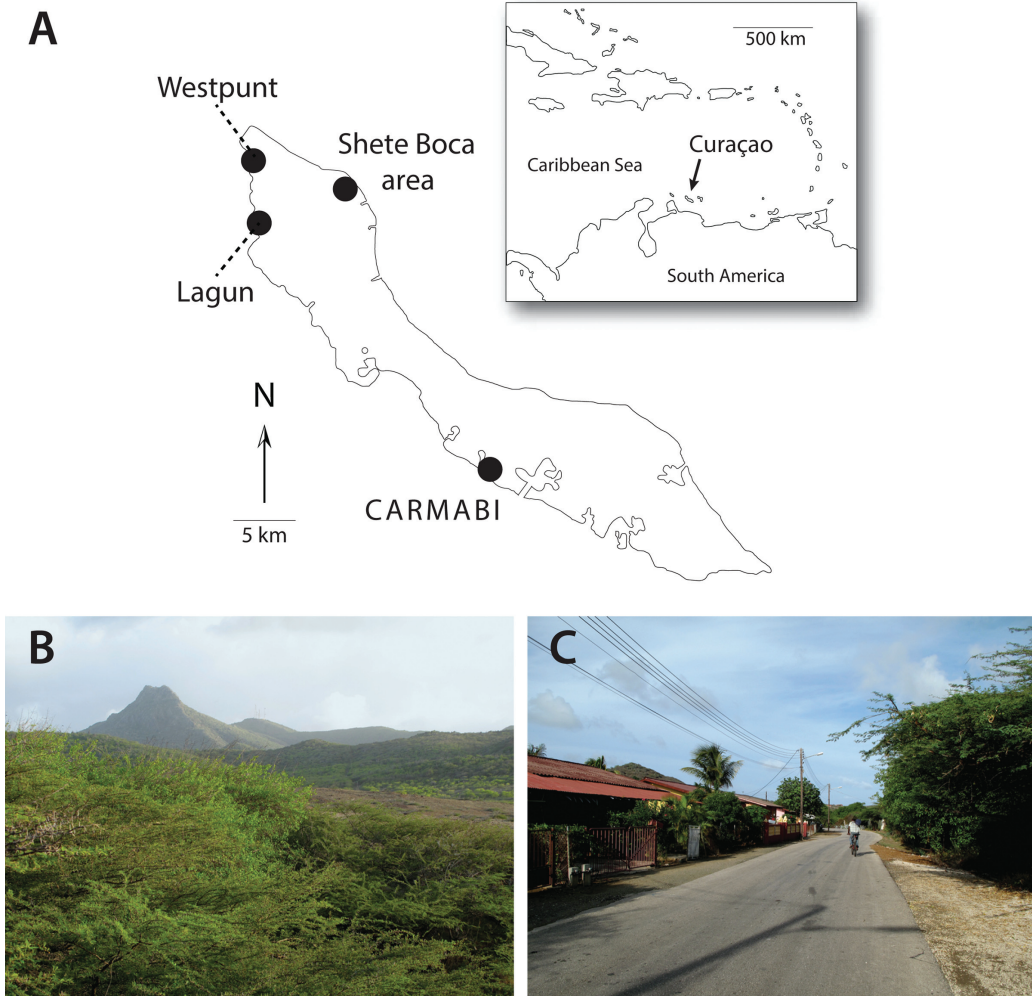 A
Westpunt
Shete Boca
area
Lagun
N
5 km
CARMABI
500 km
Curaçao
Caribbean Sea
South America
B
C